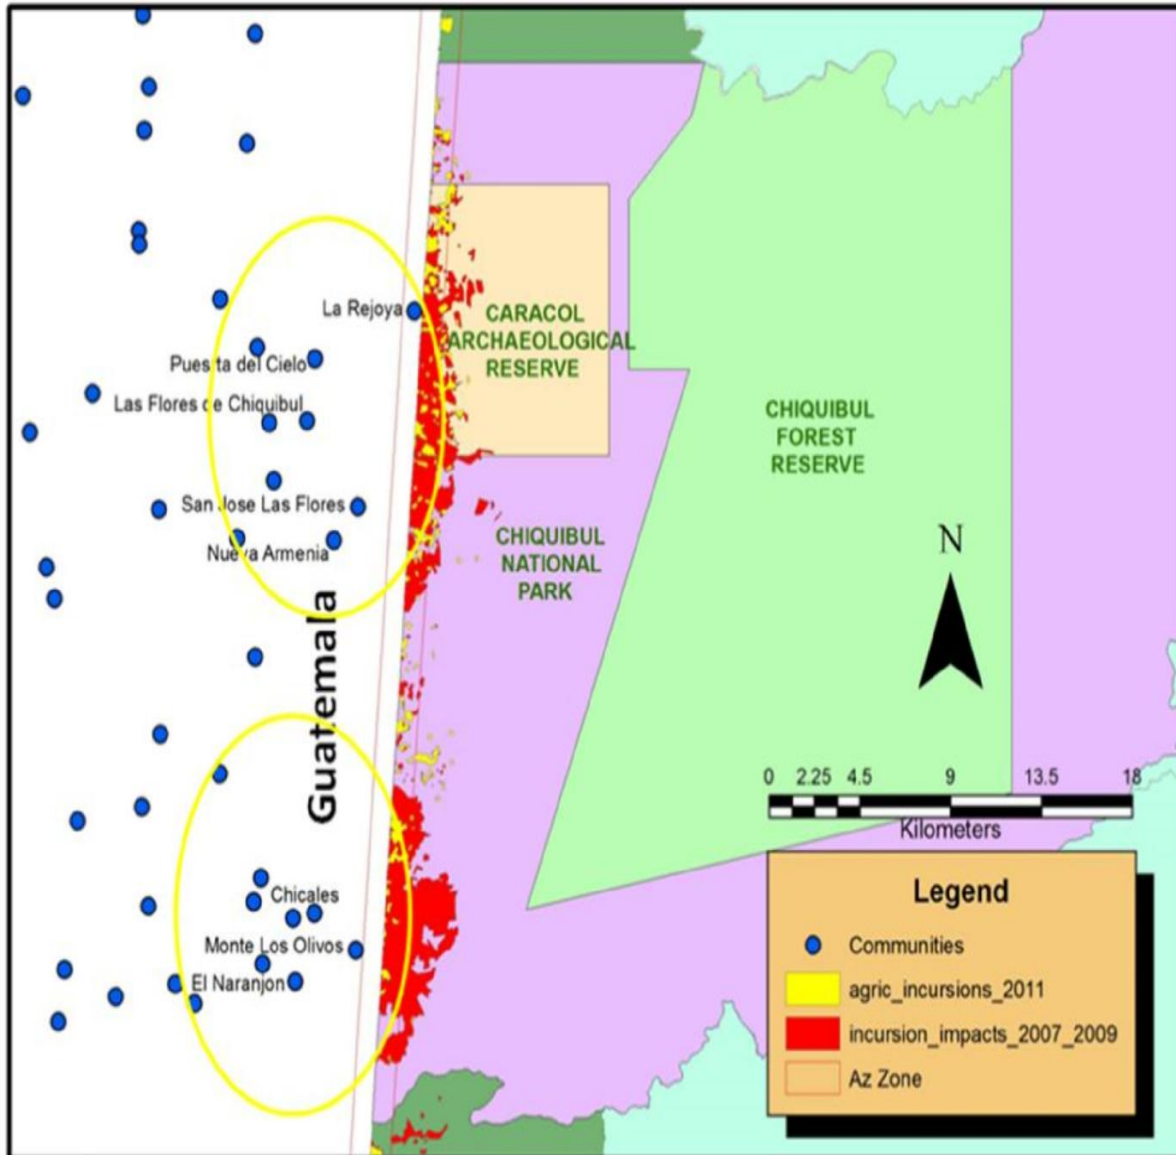 La Rejoya
CARACOL
ARCHAEOLOGICAL
RESERVE
Puesrta del Cielo
Las Flores de Chiquibul
CHIQUIBUL
FOREST
RESERVE
San Jose Las Flores
Nueva Armenia
CHIQUIBUL
NATIONAL
PARK
N
Guatemala
0 2.25 4.5 9 13.5 18
Kilometers
Chicales
Monte Los Olivos
El Naranjon
Legend
Communities
agric_incursions_2011
incursion_impacts_2007_2009
Az Zone